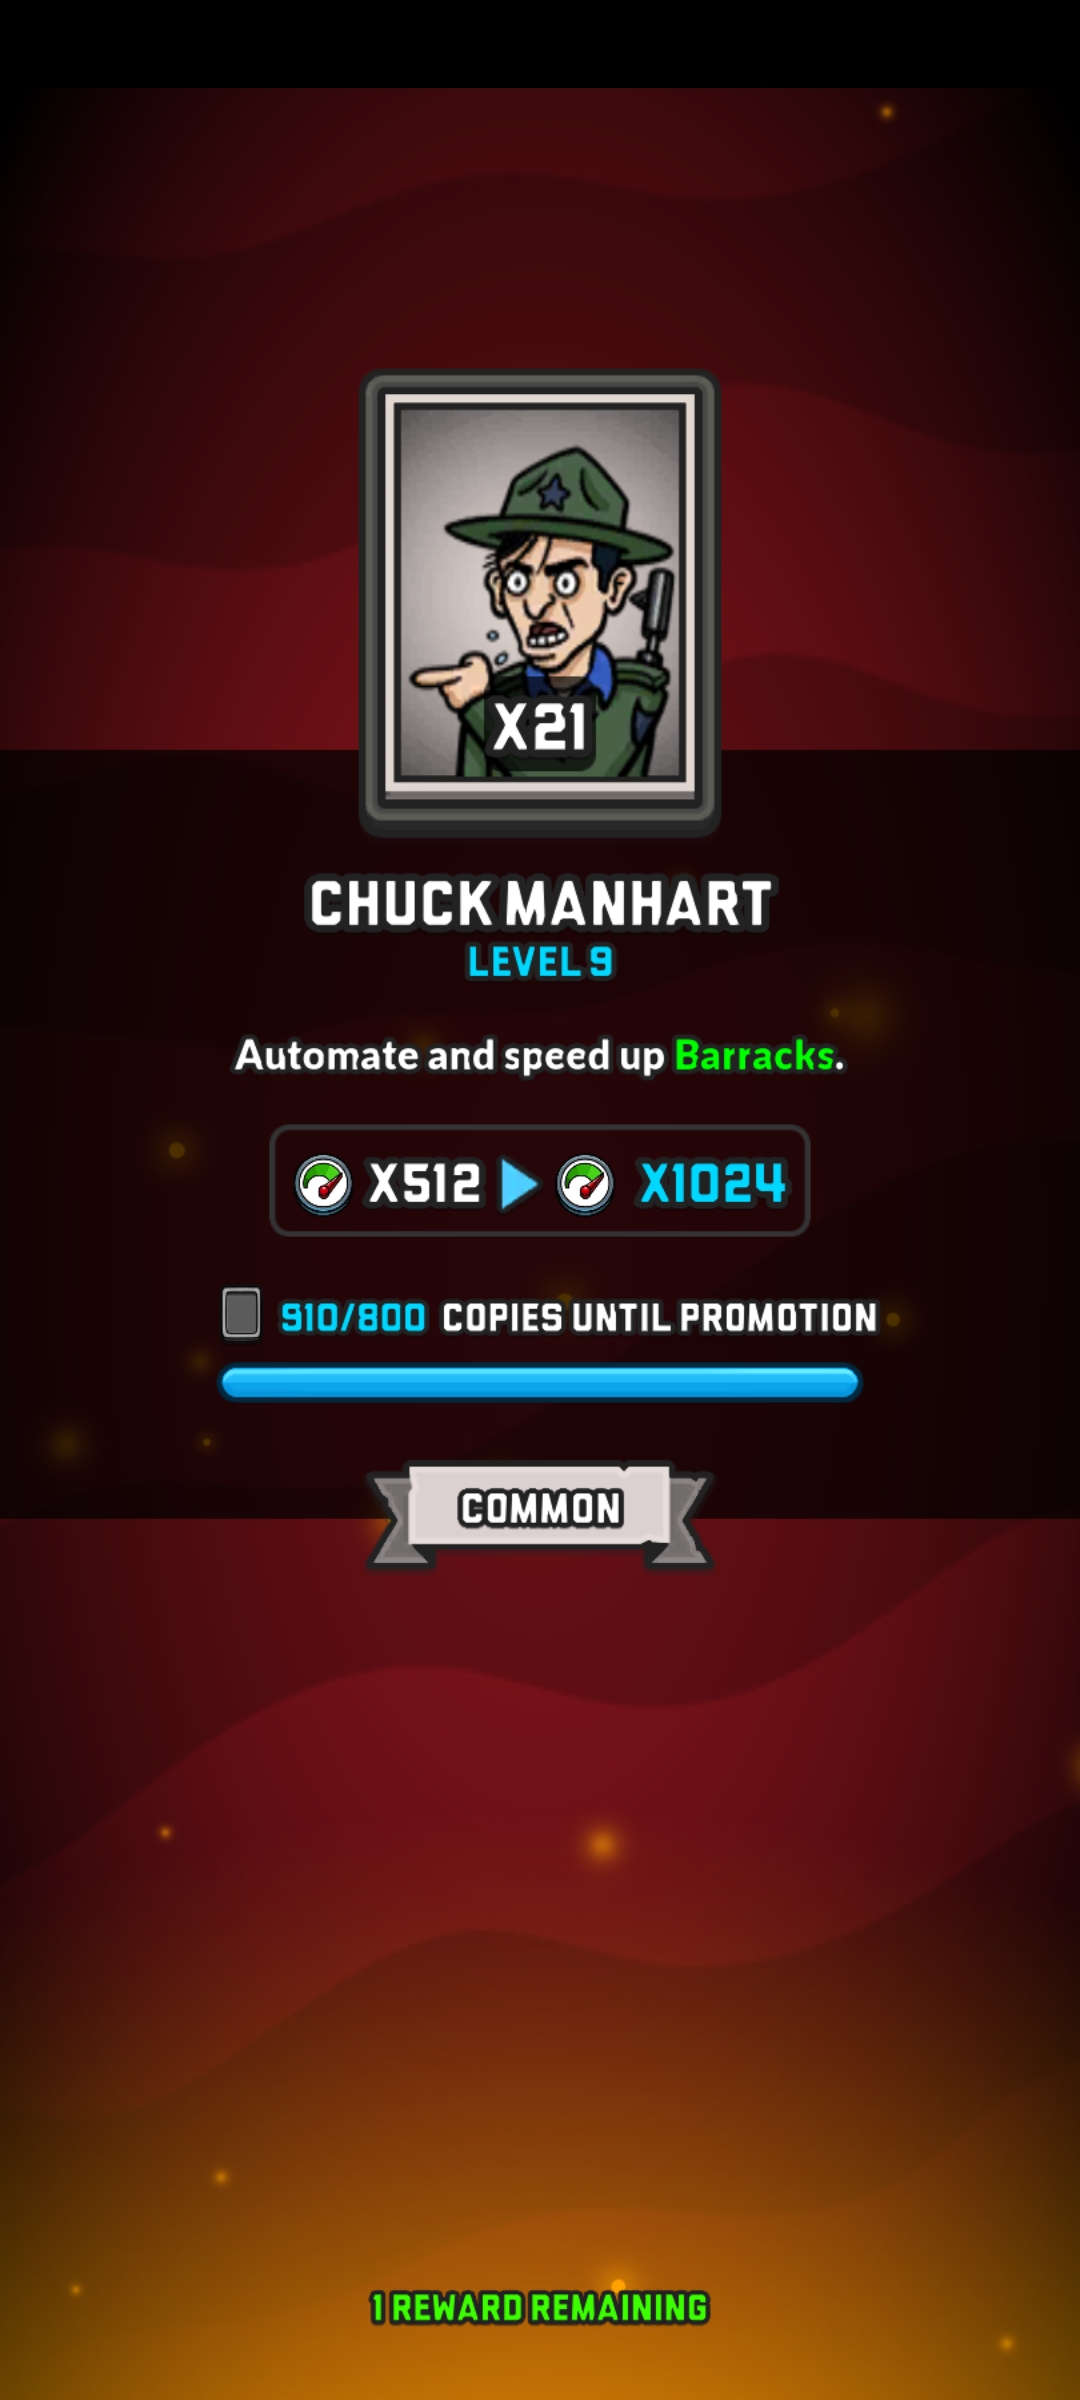 X21
CHUCK MANHART
LEVEL 9
Automate and speed up Barracks.
X512 X1024
910/800 COPIES UNTIL PROMOTION
COMMON
1 REWARD REMAINING